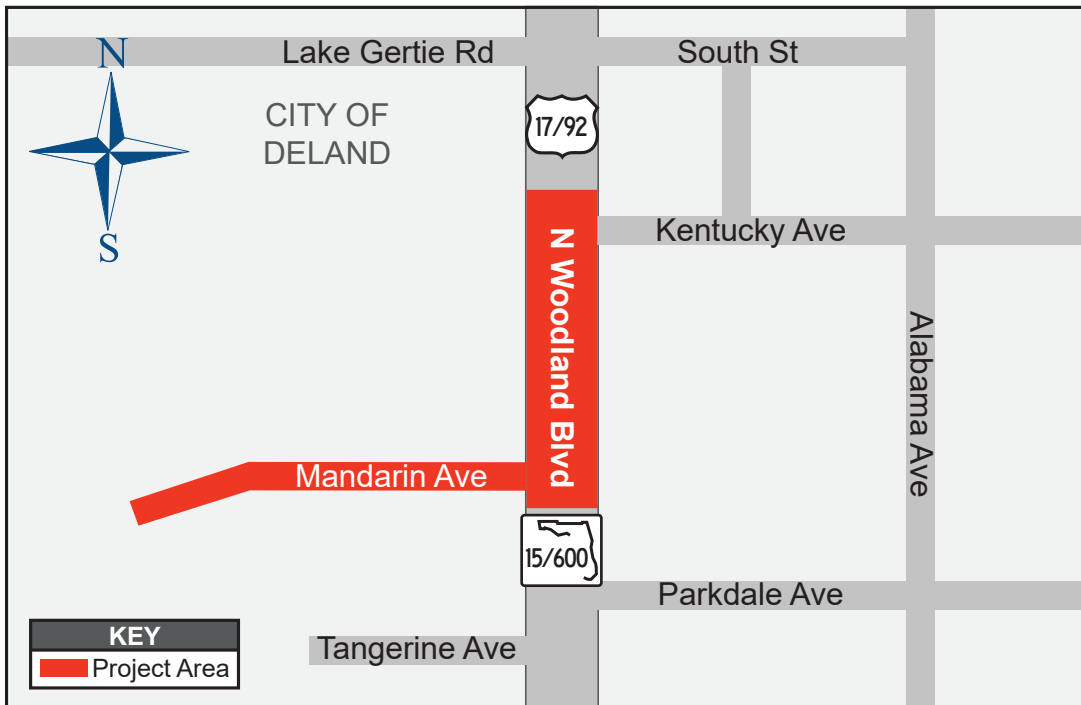 Lake Gertie Rd
South St
N
CITY OF
DELAND
17/92
S
Kentucky Ave
N Woodland Blvd
Alabama Ave
Mandarin Ave
15/600
Parkdale Ave
Tangerine Ave
KEY
Project Area